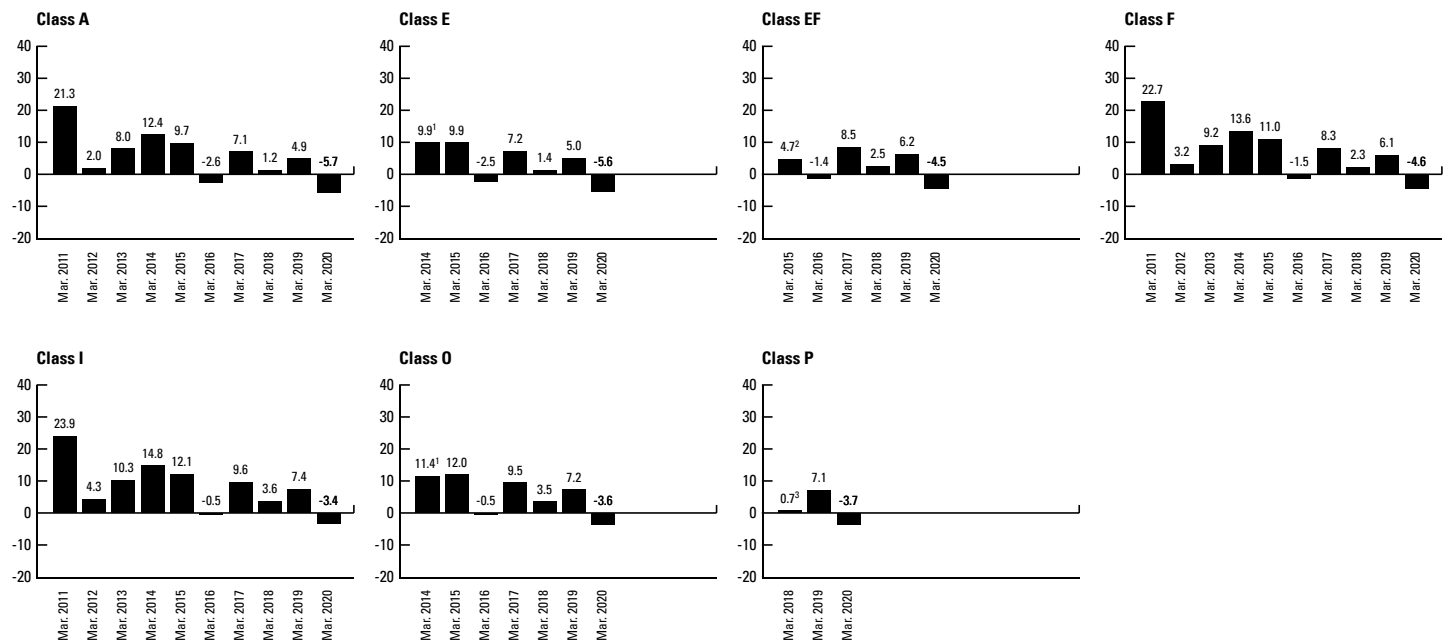 Class A
40
30
20
10
0
-10
-20
21.3
2.0
8.0
12.4
9.7
-2.6
7.1
1.2
4.9
-5.7
Mar. 2011
Mar. 2012
Mar. 2013
Mar. 2014
Mar. 2015
Mar. 2016
Mar. 2017
Mar. 2018
Mar. 2019
Mar. 2020
Class E
40
30
20
10
0
-10
-20
9.9¹
9.9
-2.5
7.2
1.4
5.0
-5.6
Mar. 2014
Mar. 2015
Mar. 2016
Mar. 2017
Mar. 2018
Mar. 2019
Mar. 2020
Class EF
40
30
20
10
0
-10
-20
4.7²
-1.4
8.5
2.5
6.2
-4.5
Mar. 2015
Mar. 2016
Mar. 2017
Mar. 2018
Mar. 2019
Mar. 2020
Class F
40
30
20
10
0
-10
-20
22.7
3.2
9.2
13.6
11.0
-1.5
8.3
2.3
6.1
-4.6
Mar. 2011
Mar. 2012
Mar. 2013
Mar. 2014
Mar. 2015
Mar. 2016
Mar. 2017
Mar. 2018
Mar. 2019
Mar. 2020
Class I
40
30
20
10
0
-10
-20
23.9
4.3
10.3
14.8
12.1
-0.5
9.6
3.6
7.4
-3.4
Mar. 2011
Mar. 2012
Mar. 2013
Mar. 2014
Mar. 2015
Mar. 2016
Mar. 2017
Mar. 2018
Mar. 2019
Mar. 2020
Class O
40
30
20
10
0
-10
-20
11.4¹
12.0
-0.5
9.5
3.5
7.2
-3.6
Mar. 2014
Mar. 2015
Mar. 2016
Mar. 2017
Mar. 2018
Mar. 2019
Mar. 2020
Class P
40
30
20
10
0
-10
-20
0.7³
7.1
-3.7
Mar. 2018
Mar. 2019
Mar. 2020